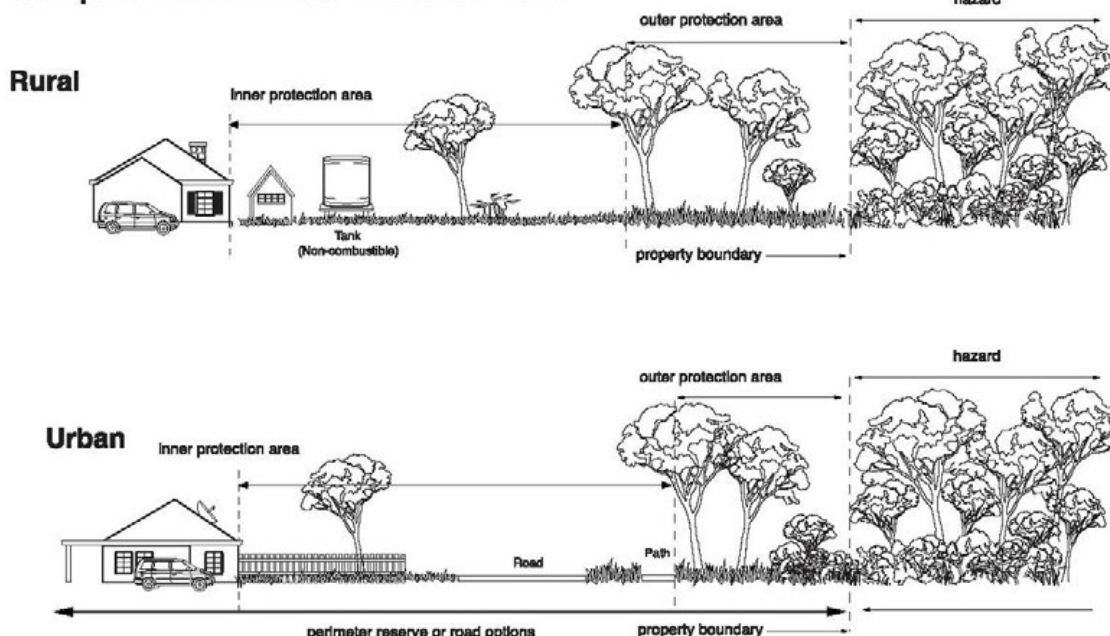 hazard
outer protection area
Rural
Inner protection area
Tank
(Non-combustible)
property boundary
hazard
outer protection area
Urban
Inner protection area
Path
Road
perimeter reserve or road options
property boundary